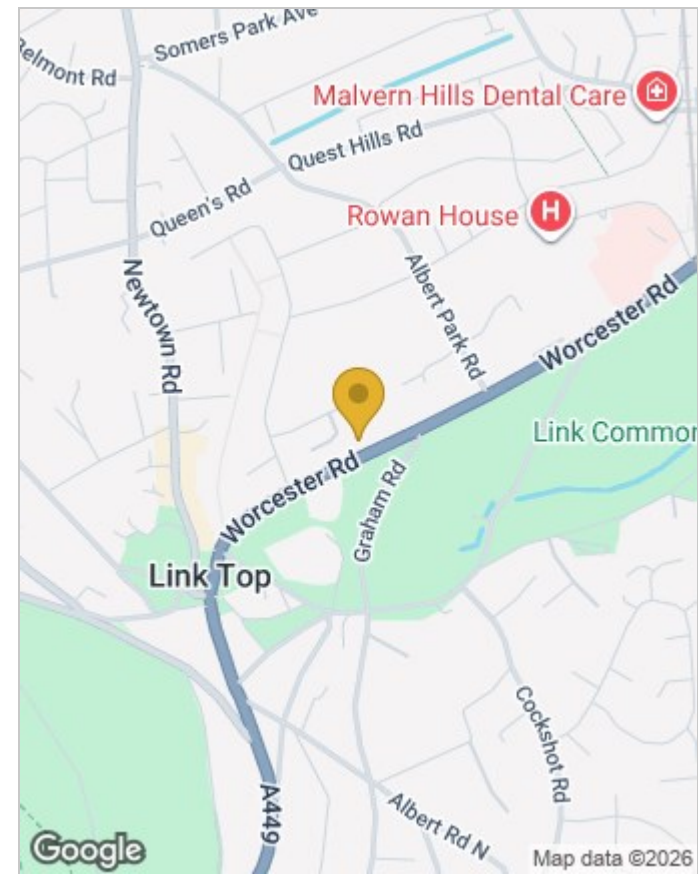 Somers Park Ave
Belmont Rd
Malvern Hills Dental Care
Quest Hills Rd
Queen's Rd
Rowan House
H
Albert Park Rd
Newtown Rd
Worcester Rd
Link Common
Worcester Rd
Graham Rd
Link Top
Cockshot Rd
A449
Albert Rd N
Google
Map data ©2026